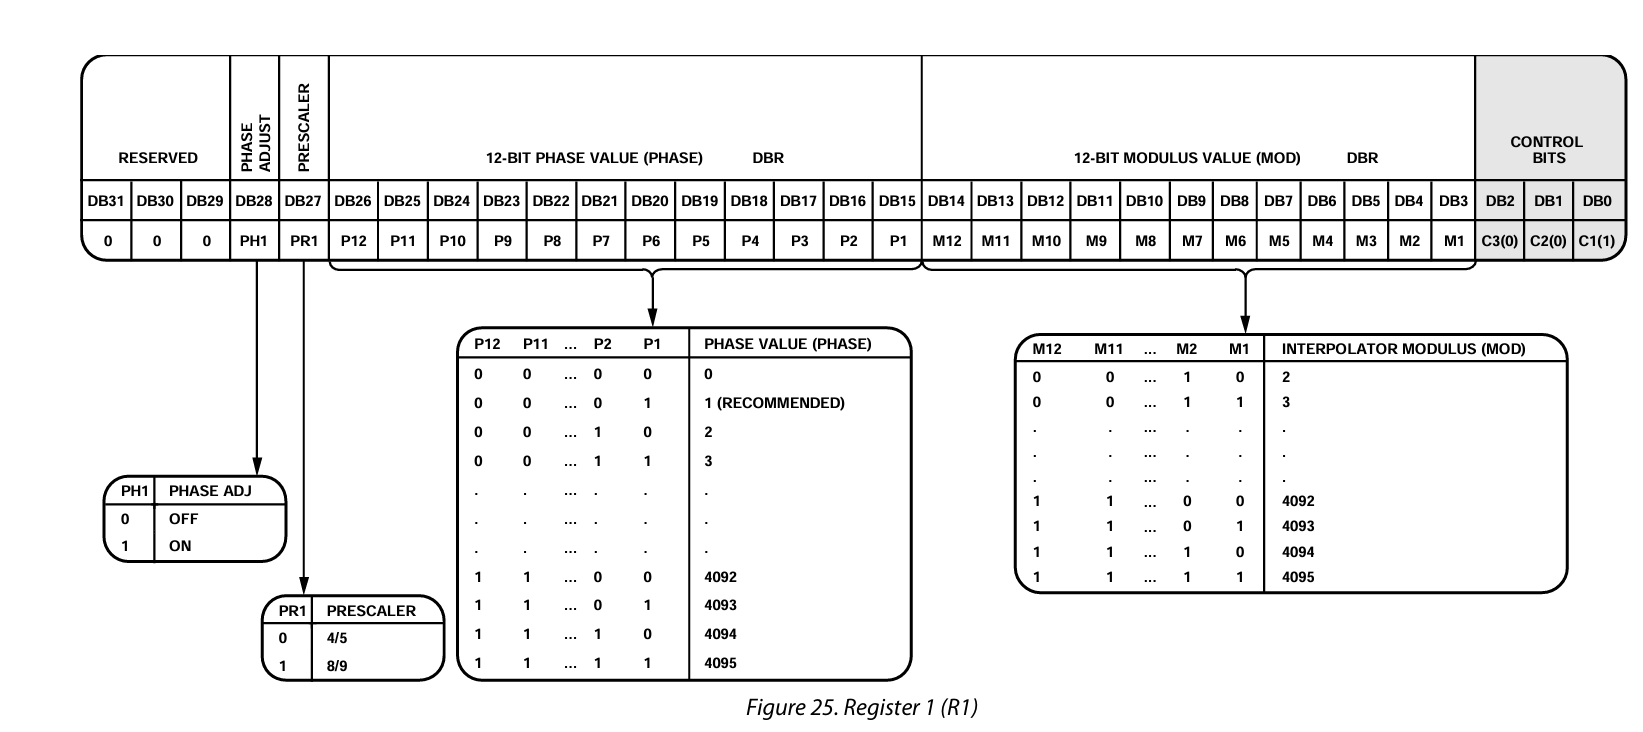 RESERVED
PHASE
ADJUST
PRESCALER
12-BIT PHASE VALUE (PHASE) DBR
12-BIT MODULUS VALUE (MOD) DBR
CONTROL
BITS
DB31 DB30 DB29 DB28 DB27 DB26 DB25 DB24 DB23 DB22 DB21 DB20 DB19 DB18 DB17 DB16 DB15 DB14 DB13 DB12 DB11 DB10 DB9 DB8 DB7 DB6 DB5 DB4 DB3 DB2 DB1 DB0
0 0 0 PH1 PR1 P12 P11 P10 P9 P8 P7 P6 P5 P4 P3 P2 P1 M12 M11 M10 M9 M8 M7 M6 M5 M4 M3 M2 M1 C3(0) C2(0) C1(1)
PH1 PHASE ADJ
0 OFF
1 ON
PR1 PRESCALER
0 4/5
1 8/9
P12 P11 ... P2 P1 PHASE VALUE (PHASE)
0 0 ... 0 0 0
0 0 ... 0 1 1 (RECOMMENDED)
0 0 ... 1 0 2
0 0 ... 1 1 3
. . ... . . .
. . ... . . .
. . ... . . .
1 1 ... 0 0 4092
1 1 ... 0 1 4093
1 1 ... 1 0 4094
1 1 ... 1 1 4095
M12 M11 ... M2 M1 INTERPOLATOR MODULUS (MOD)
0 0 ... 1 0 2
0 0 ... 1 1 3
. . ... . . .
. . ... . . .
. . ... . . .
1 1 ... 0 0 4092
1 1 ... 0 1 4093
1 1 ... 1 0 4094
1 1 ... 1 1 4095
Figure 25. Register 1 (R1)